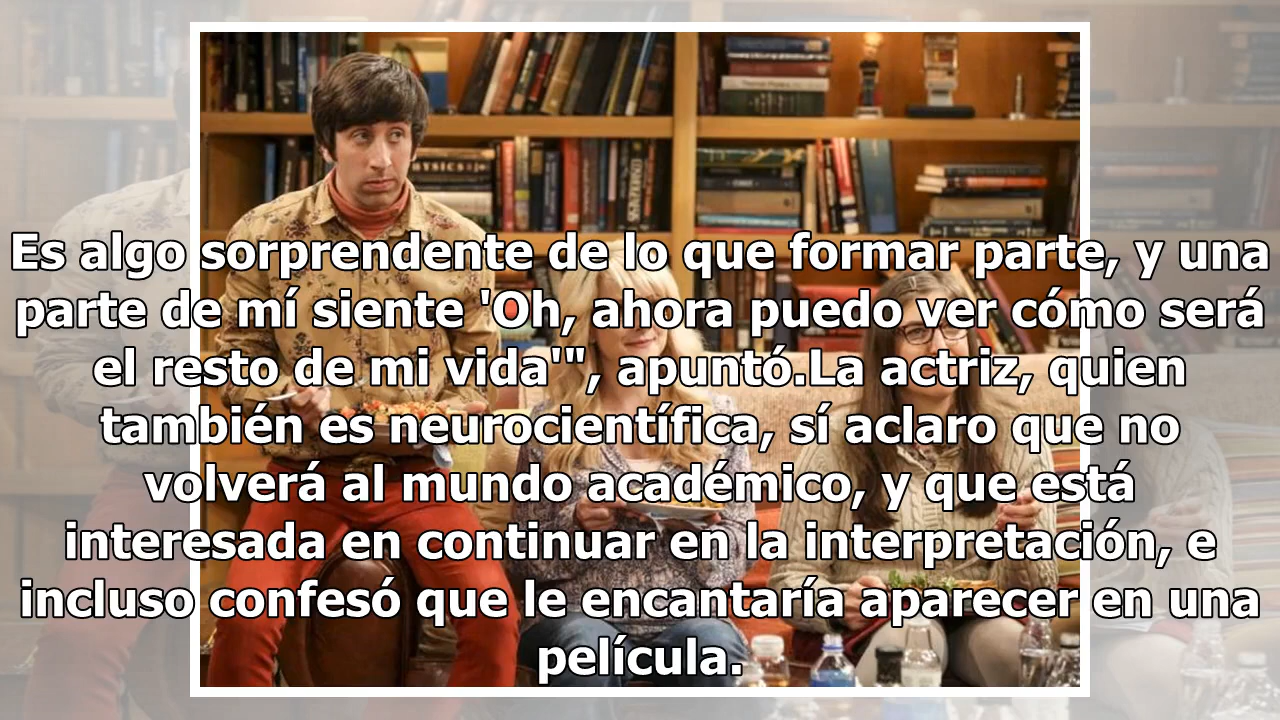 PHYSICS
Es algo sorprendente de lo que formar parte, y una
parte de mí siente 'Oh, ahora puedo ver cómo será
el resto de mi vida'", apuntó.La actriz, quien
también es neurocientífica, sí aclaro que no
volverá al mundo académico, y que está
interesada en continuar en la interpretación, e
incluso confesó que le encantaría aparecer en una
película.